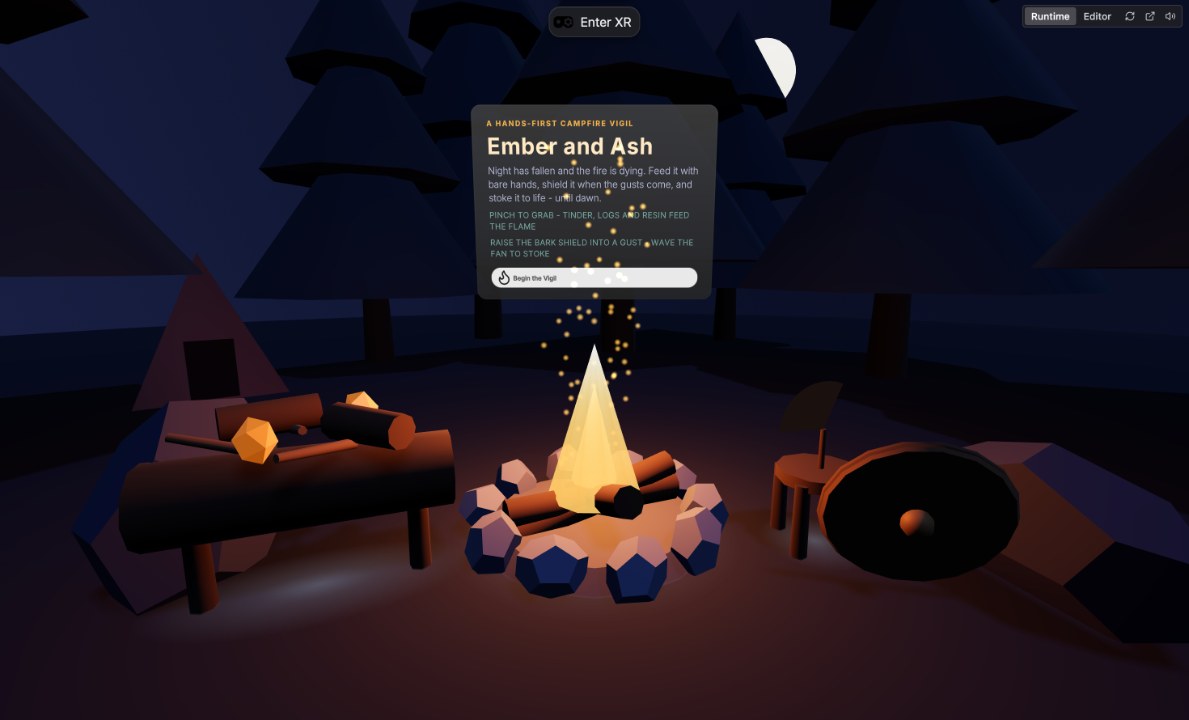 Enter XR
Runtime Editor
A HANDS-FIRST CAMPFIRE VIGIL
Ember and Ash
Night has fallen and the fire is dying. Feed it with
bare hands, shield it when the gusts come, and
stoke it to life - until dawn.
PINCH TO GRAB - TINDER, LOGS AND RESIN FEED
THE FLAME
RAISE THE BARK SHIELD INTO A GUST - WAVE THE
FAN TO STOKE
Begin the Vigil